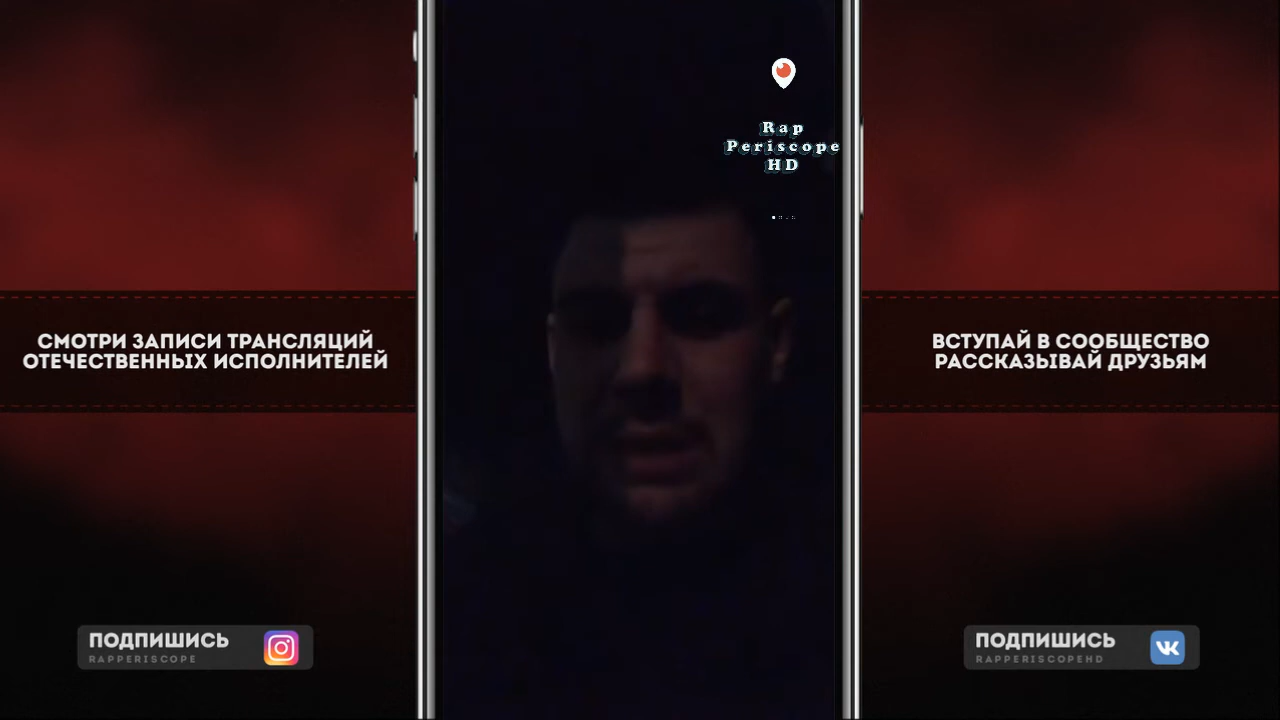 Rap
Periscope
HD
СМОТРИ ЗАПИСИ ТРАНСЛЯЦИЙ
ОТЕЧЕСТВЕННЫХ ИСПОЛНИТЕЛЕЙ
ВСТУПАЙ В СООБЩЕСТВО
РАССКАЗЫВАЙ ДРУЗЬЯМ
ПОДПИШИСЬ
RAPPERISCOPE
ПОДПИШИСЬ
RAPPERISCOPEHD